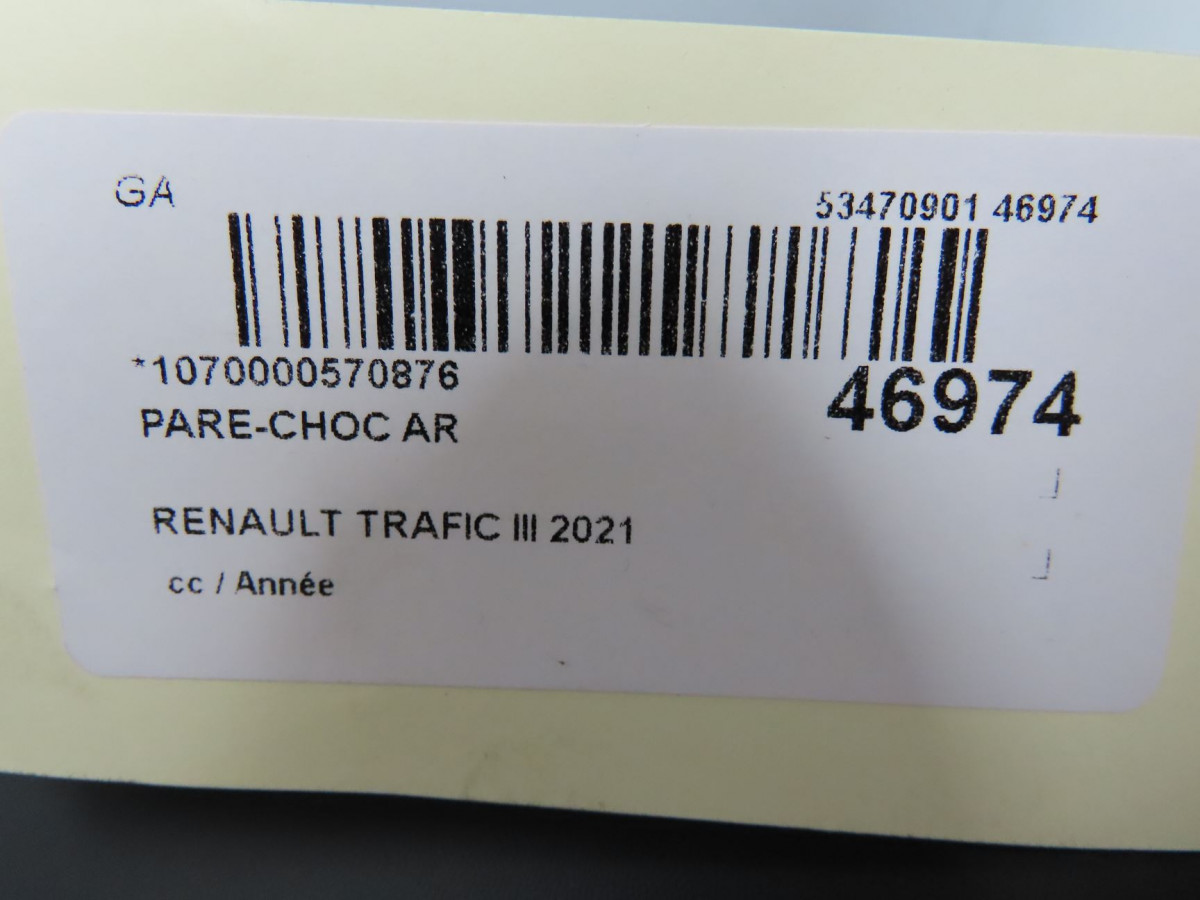 GA
53470901 46974
*1070000570876
46974
PARE-CHOC AR
RENAULT TRAFIC III 2021
cc / Année